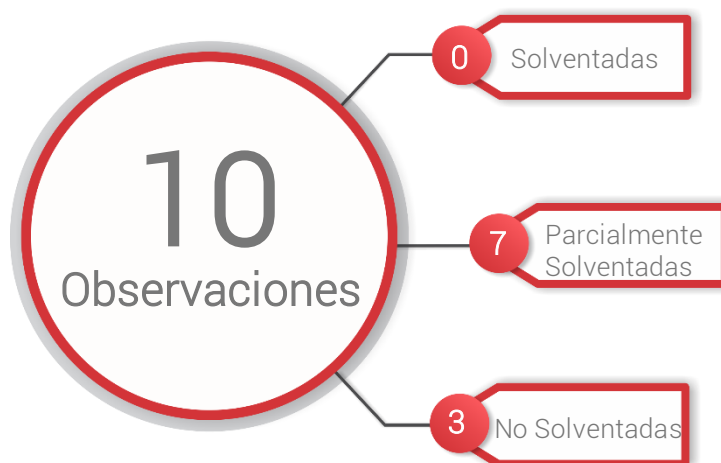 10
Observaciones
0
Solventadas
7
Parcialmente
Solventadas
3
No Solventadas